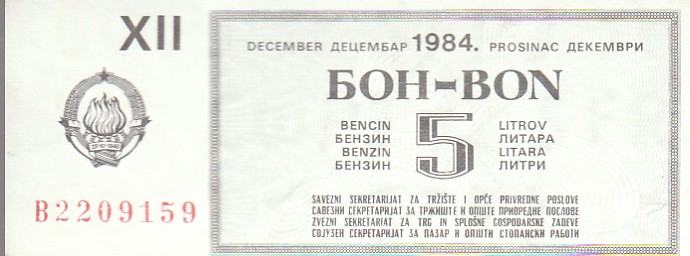 XII
DECEMBER ДЕЦЕМБАР 1984. PROSINAC ДЕКЕМВРИ
БОН-BON
BENCIN 5 LITROV
БЕНЗИН ЛИТАРА
BENZIN LITARA
БЕНЗИН ЛИТРИ
B2209159
SAVEZNI SEKRETARIJAT ZA TRŽIŠTE I OPĆE PRIVREDNE POSLOVE
САВЕЗНИ СЕКРЕТАРИЈАТ ЗА ТРЖИШТЕ И ОПШТЕ ПРИВРЕДНЕ ПОСЛОВЕ
ZVEZNI SEKRETARIAT ZA TRG IN SPLOŠNE GOSPODARSKE ZADEVE
СОЈУЗЕН СЕКРЕТАРИЈАТ ЗА ПАЗАР И ОПШТИ СТОПАНСКИ РАБОТИ